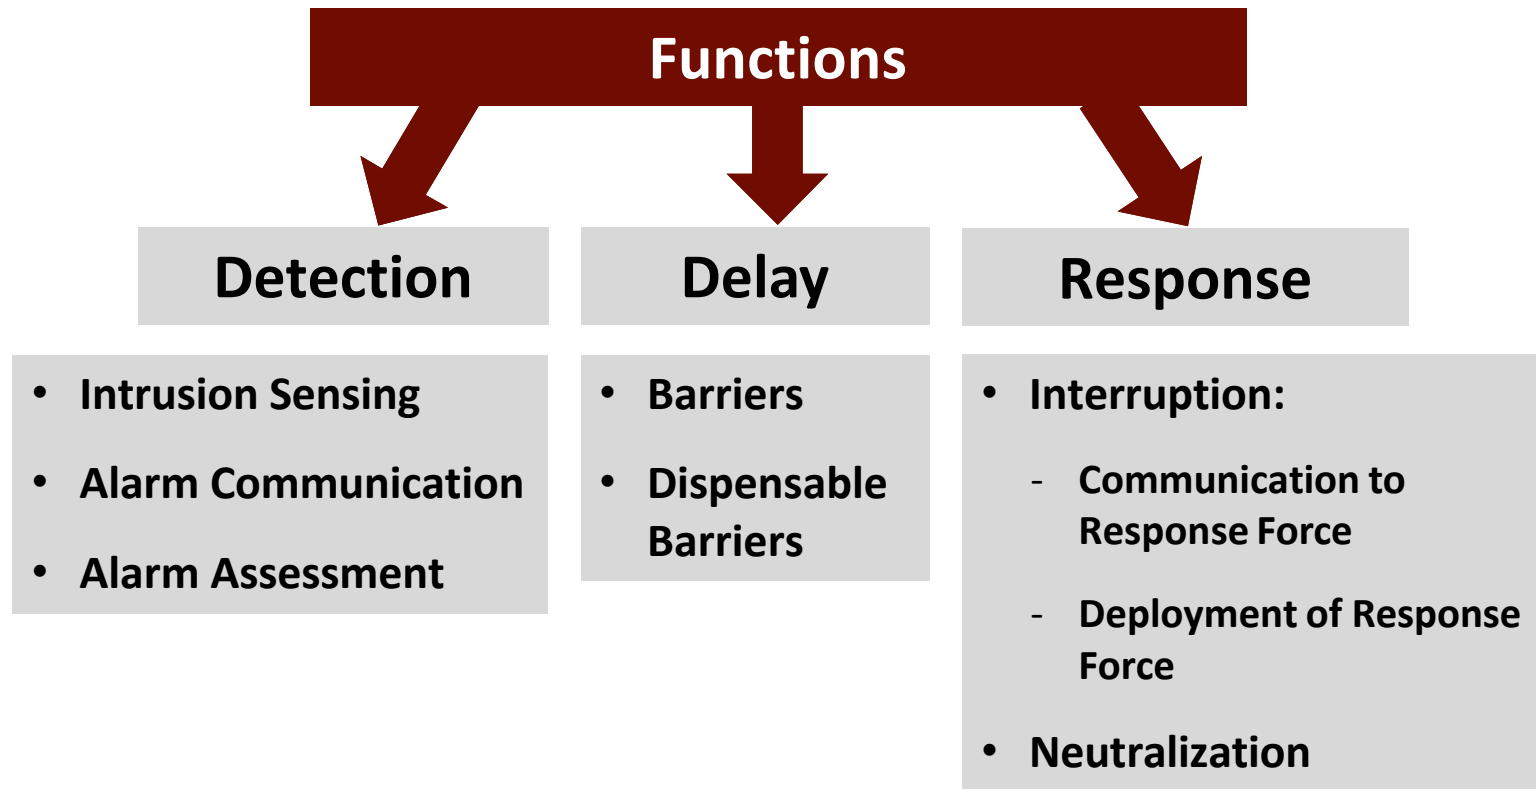 Functions
Detection
Delay
Response
• Intrusion Sensing
• Alarm Communication
• Alarm Assessment
• Barriers
• Dispensable
Barriers
• Interruption:
- Communication to
Response Force
- Deployment of Response
Force
• Neutralization